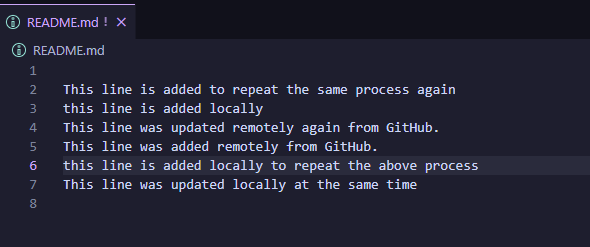 README.md !
README.md
1
2 This line is added to repeat the same process again
3 this line is added locally
4 This line was updated remotely again from GitHub.
5 This line was added remotely from GitHub.
6 this line is added locally to repeat the above process
7 This line was updated locally at the same time
8